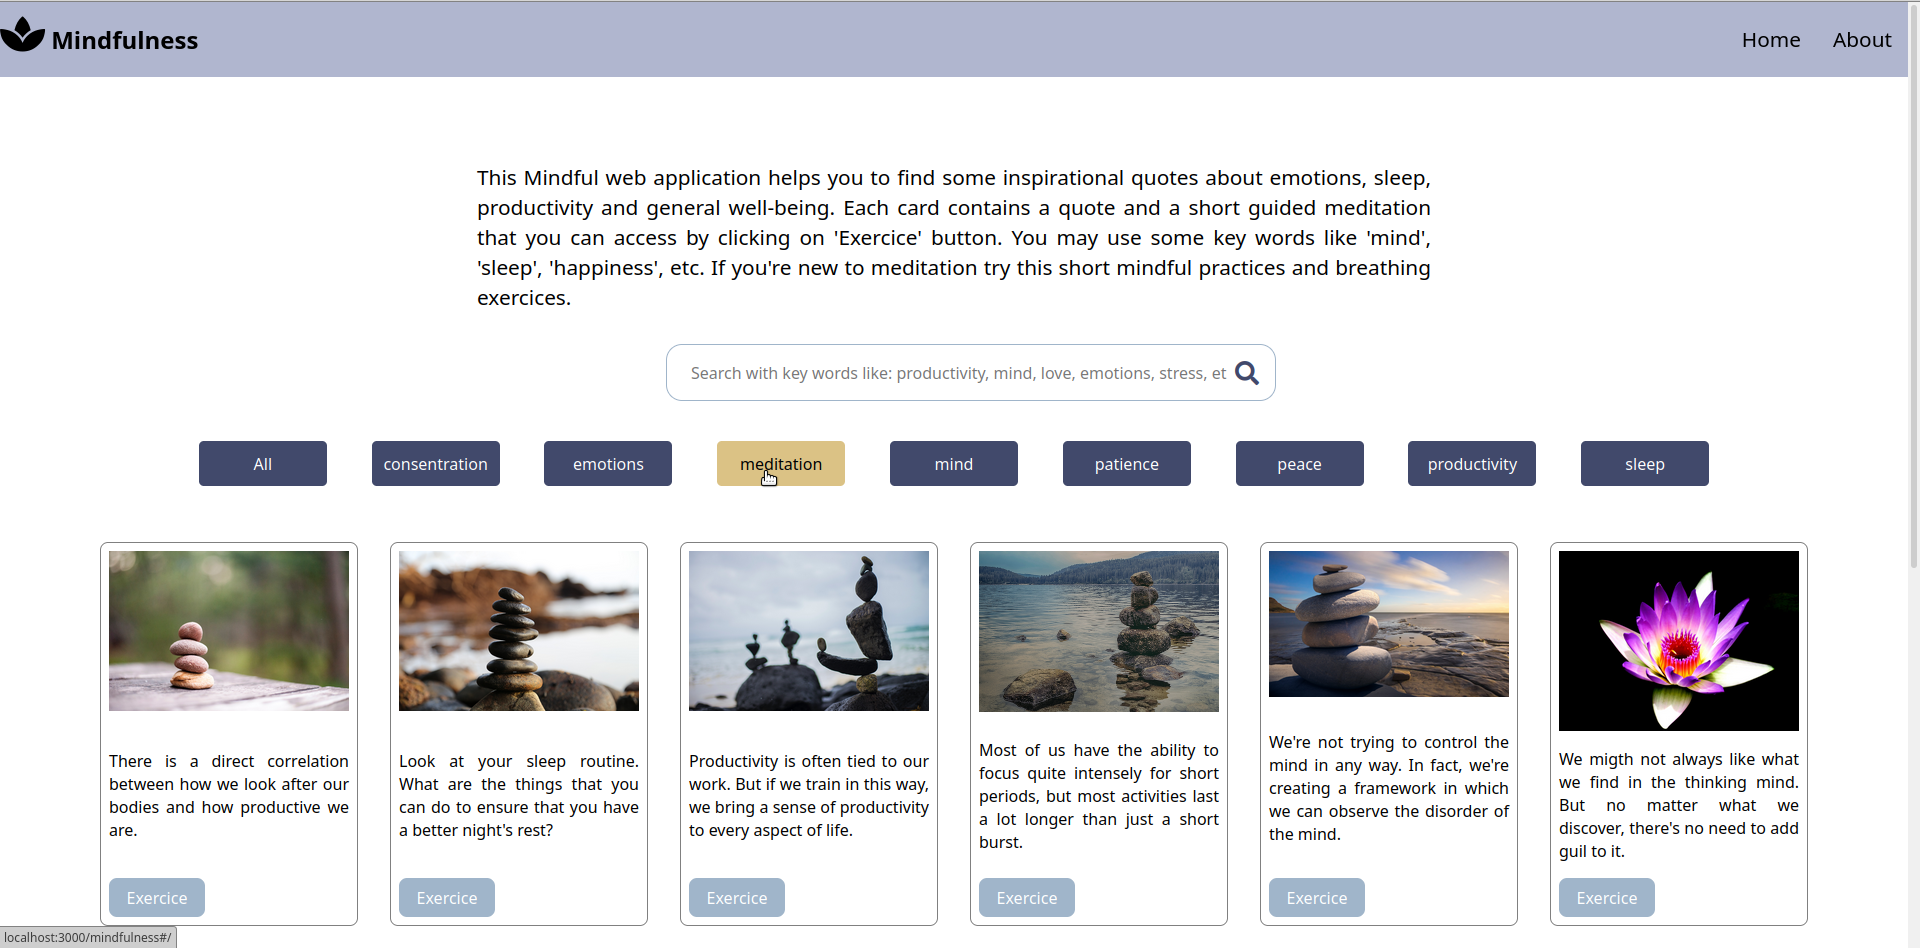 Mindfulness
Home About
This Mindful web application helps you to find some inspirational quotes about emotions, sleep,
productivity and general well-being. Each card contains a quote and a short guided meditation
that you can access by clicking on 'Exercice' button. You may use some key words like 'mind',
'sleep', 'happiness', etc. If you're new to meditation try this short mindful practices and breathing
exercices.
Search with key words like: productivity, mind, love, emotions, stress, et
All consentration emotions meditation mind patience peace productivity sleep
There is a direct correlation
between how we look after our
bodies and how productive we
are.
Exercice
Look at your sleep routine.
What are the things that you
can do to ensure that you have
a better night's rest?
Exercice
Productivity is often tied to our
work. But if we train in this way,
we bring a sense of productivity
to every aspect of life.
Exercice
Most of us have the ability to
focus quite intensely for short
periods, but most activities last
a lot longer than just a short
burst.
Exercice
We're not trying to control the
mind in any way. In fact, we're
creating a framework in which
we can observe the disorder of
the mind.
Exercice
We migth not always like what
we find in the thinking mind.
But no matter what we
discover, there's no need to add
guil to it.
Exercice
localhost:3000/mindfulness#/